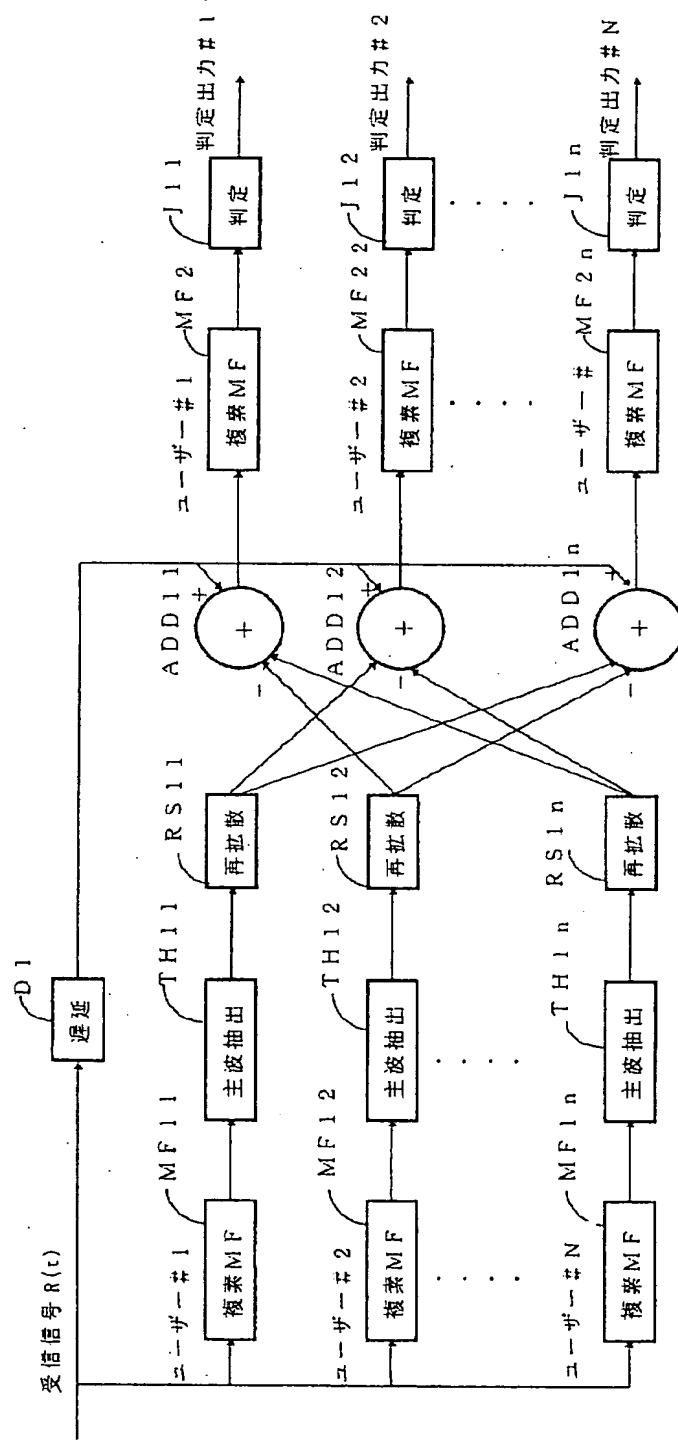 受信信号R(t)
D1
遅延
ユーザー#1
MF11
複素MF
TH11
主波抽出
RS11
再拡散
ADD11
+
+
-
ユーザー#1
MF2
複素MF
J11
判定
判定出力#1
ユーザー#2
MF12
複素MF
TH12
主波抽出
RS12
再拡散
ADD12
+
+
-
ユーザー#2
MF22
複素MF
J12
判定
判定出力#2
ユーザー#N
MF1n
複素MF
TH1n
主波抽出
RS1n
再拡散
ADD1n
+
+
-
ユーザー#
MF2n
複素MF
J1n
判定
判定出力#N